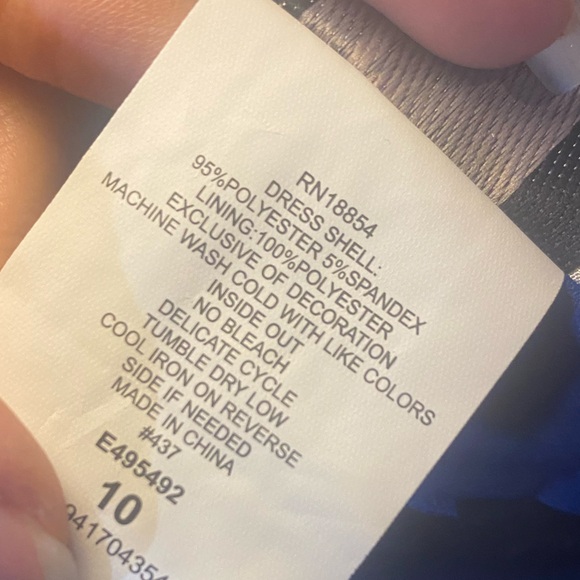 RN18854
DRESS SHELL:
95%POLYESTER 5%SPANDEX
LINING:100%POLYESTER
EXCLUSIVE OF DECORATION
MACHINE WASH COLD WITH LIKE COLORS
INSIDE OUT
NO BLEACH
DELICATE CYCLE
TUMBLE DRY LOW
COOL IRON ON REVERSE
SIDE IF NEEDED
MADE IN CHINA
#437
E495492
10